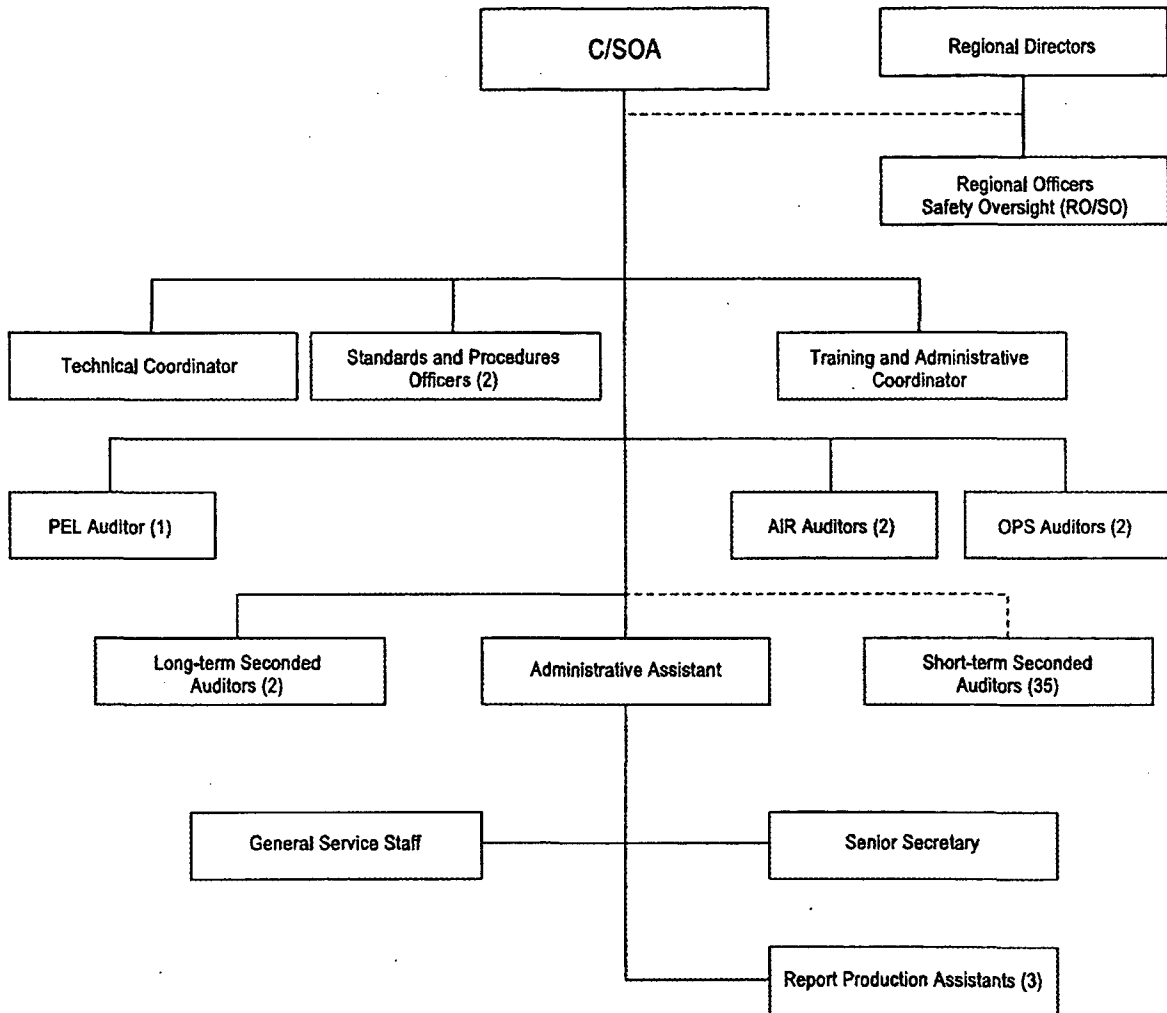 C/SOA
Regional Directors
Regional Officers
Safety Oversight (RO/SO)
Technical Coordinator
Standards and Procedures
Officers (2)
Training and Administrative
Coordinator
PEL Auditor (1)
AIR Auditors (2)
OPS Auditors (2)
Long-term Seconded
Auditors (2)
Administrative Assistant
Short-term Seconded
Auditors (35)
General Service Staff
Senior Secretary
Report Production Assistants (3)